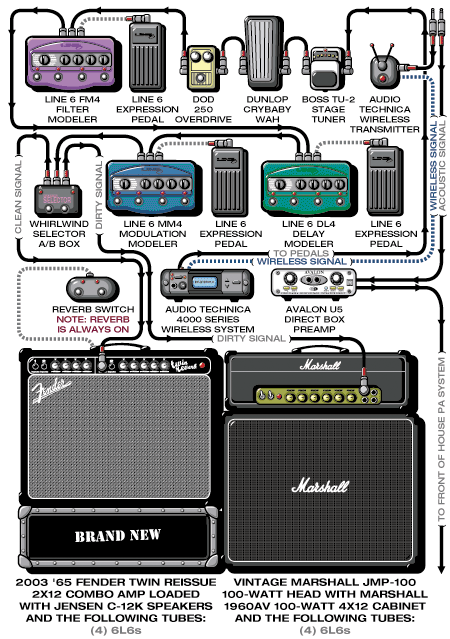 LINE 6 FM4
FILTER
MODELER
LINE 6
EXPRESSION
PEDAL
DOD
250
OVERDRIVE
DUNLOP
CRYBABY
WAH
BOSS TU-2
STAGE
TUNER
AUDIO
TECHNICA
WIRELESS
TRANSMITTER
CLEAN SIGNAL
DIRTY SIGNAL
WIRELESS SIGNAL
ACOUSTIC SIGNAL
SELECTOR
WHIRLWIND
SELECTOR
A/B BOX
LINE 6 MM4
MODULATION
MODELER
LINE 6
EXPRESSION
PEDAL
LINE 6 DL4
DELAY
MODELER
LINE 6
EXPRESSION
PEDAL
TO PEDALS
WIRELESS SIGNAL
AVALON
REVERB SWITCH
NOTE: REVERB
IS ALWAYS ON
AUDIO TECHNICA
4000 SERIES
WIRELESS SYSTEM
AVALON U5
DIRECT BOX
PREAMP
DIRTY SIGNAL
TO FRONT OF HOUSE PA SYSTEM
Twin Reverb
Fender
Marshall
Marshall
BRAND NEW
2003 '65 FENDER TWIN REISSUE
2X12 COMBO AMP LOADED
WITH JENSEN C-12K SPEAKERS
AND THE FOLLOWING TUBES:
(4) 6L6s
VINTAGE MARSHALL JMP-100
100-WATT HEAD WITH MARSHALL
1960AV 100-WATT 4X12 CABINET
AND THE FOLLOWING TUBES:
(4) 6L6s